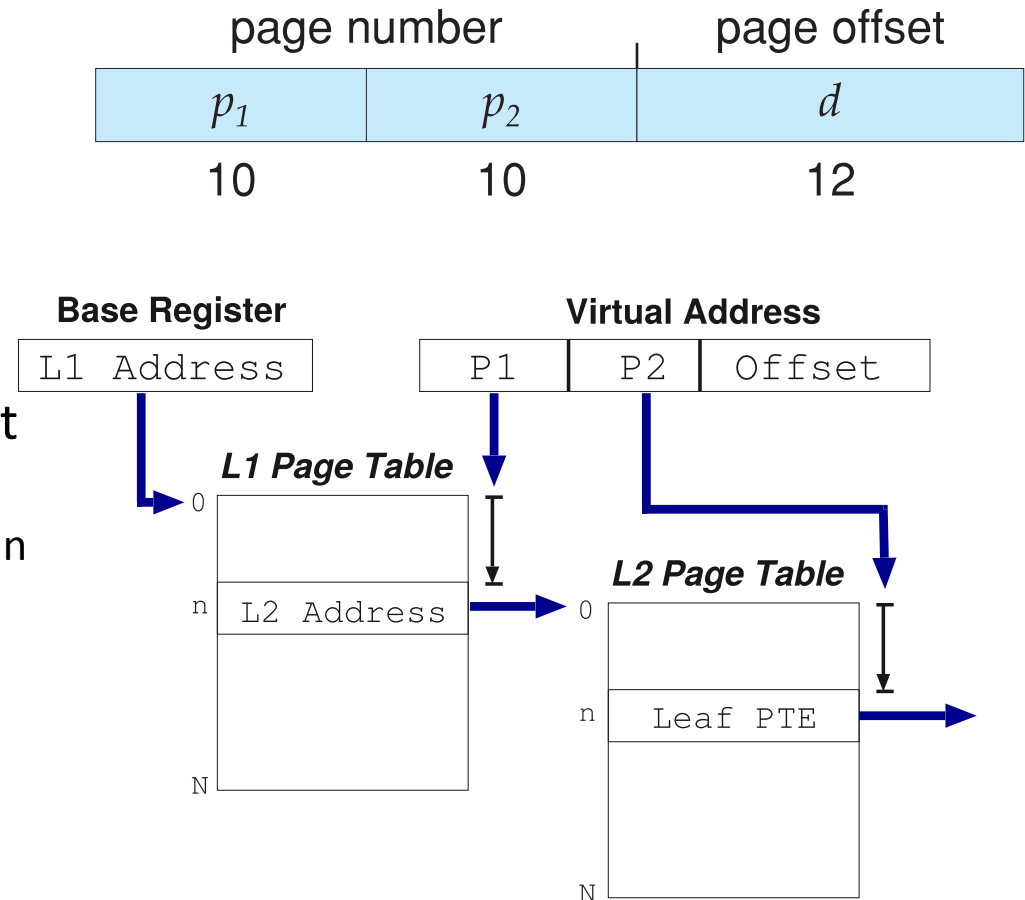 page number page offset
p1 p2 d
10 10 12
Base Register Virtual Address
L1 Address P1 P2 Offset
t
L1 Page Table
0
n
L2 Page Table
n L2 Address 0
n Leaf PTE
N
N